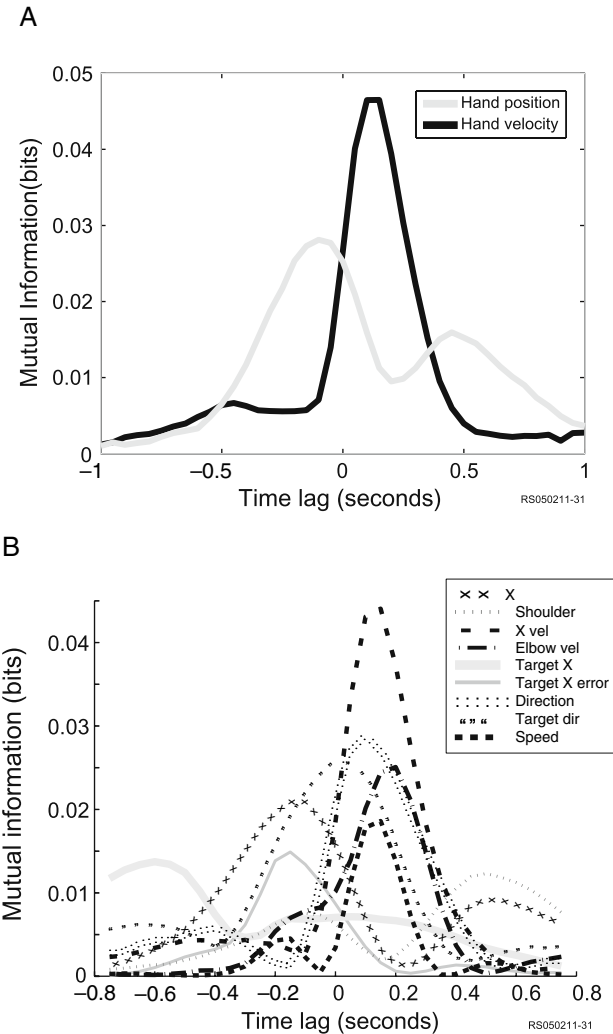 A
0.05
0.04
0.03
0.02
0.01
0
Mutual Information(bits)
Hand position
Hand velocity
−1
−0.5
0
0.5
1
Time lag (seconds)
RS050211-31
B
0.04
0.03
0.02
0.01
0
Mutual information (bits)
X
Shoulder
X vel
Elbow vel
Target X
Target X error
Direction
Target dir
Speed
−0.8
−0.6
−0.4
−0.2
0
0.2
0.4
0.6
0.8
Time lag (seconds)
RS050211-31